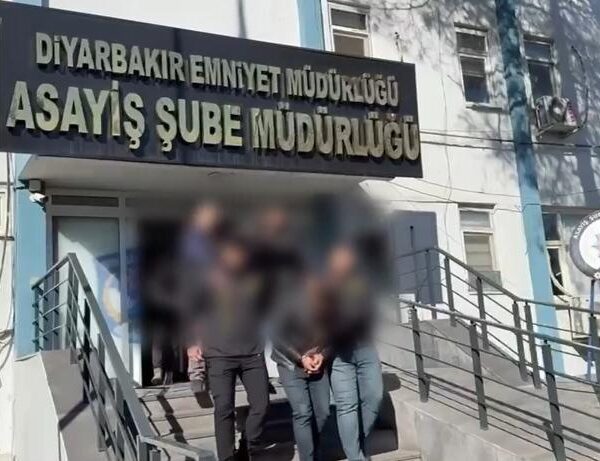 DİYARBAKIR EMNİYET MÜDÜRLÜĞÜ
ASAYİŞ ŞUBE MÜDÜRLÜĞÜ